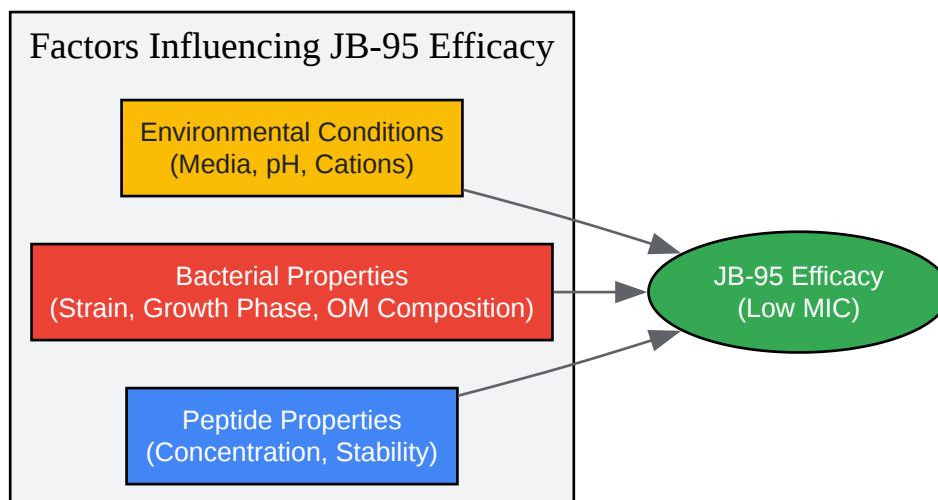 Factors Influencing JB-95 Efficacy
Environmental Conditions
(Media, pH, Cations)
Bacterial Properties
(Strain, Growth Phase, OM Composition)
Peptide Properties
(Concentration, Stability)
JB-95 Efficacy
(Low MIC)